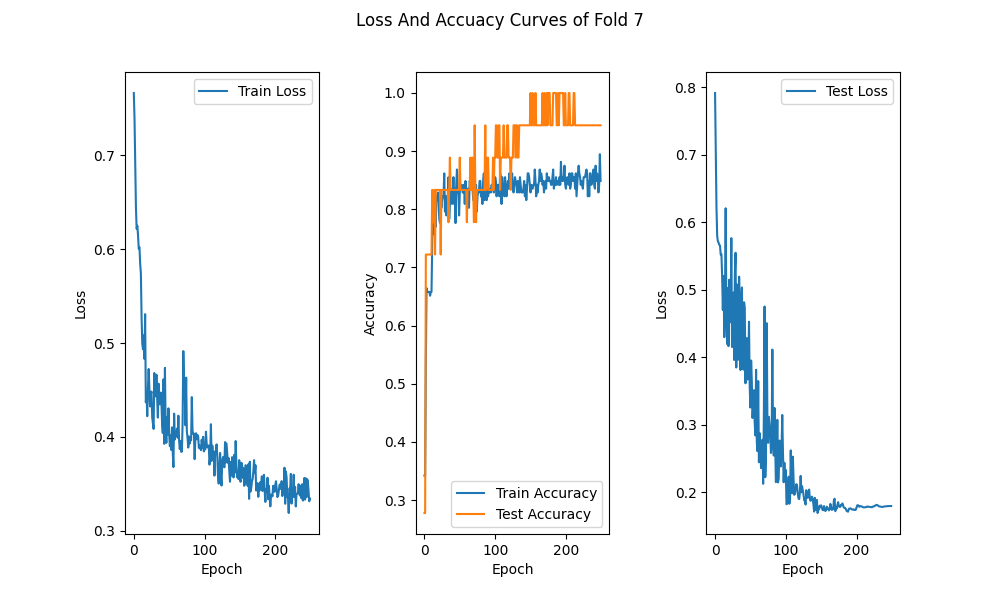 Loss And Accuacy Curves of Fold 7
Train Loss
0.7
0.6
0.5
0.4
0.3
Loss
0
100
200
Epoch
1.0
0.9
0.8
0.7
0.6
0.5
0.4
0.3
Accuracy
Train Accuracy
Test Accuracy
0
100
200
Epoch
Test Loss
0.8
0.7
0.6
0.5
0.4
0.3
0.2
Loss
0
100
200
Epoch